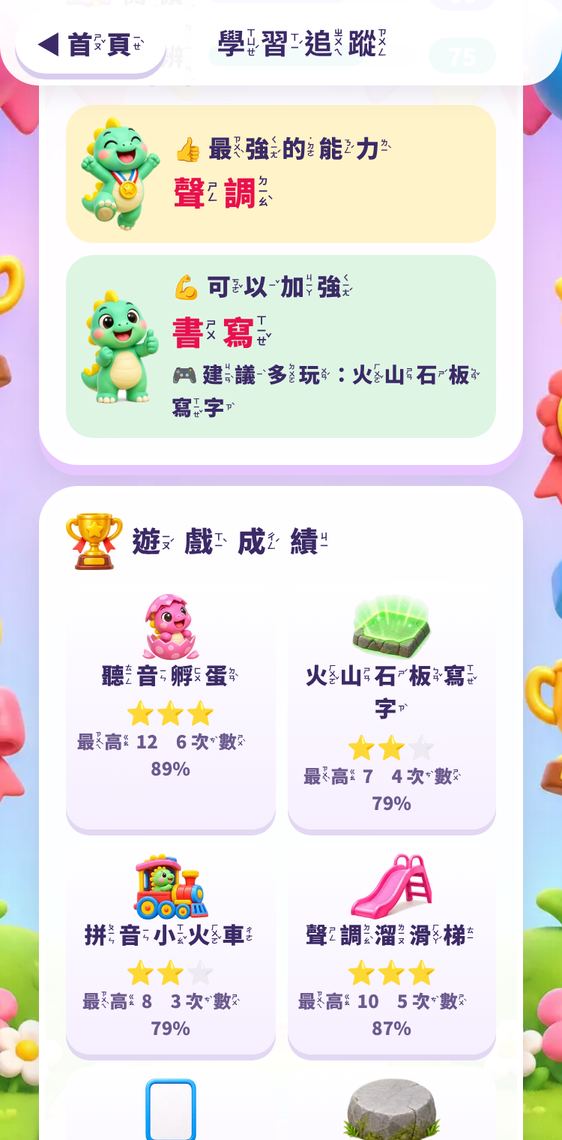 ◀首頁
學習追蹤
75
👍 最強的能力
聲調
💪 可以加強
書寫
🎮 建議多玩：火山石板
寫字
遊戲成績
聽音孵蛋
最高 12 6 次數
89%
火山石板寫
字
最高 7 4 次數
79%
拼音小火車
最高 8 3 次數
79%
聲調溜滑梯
最高 10 5 次數
87%